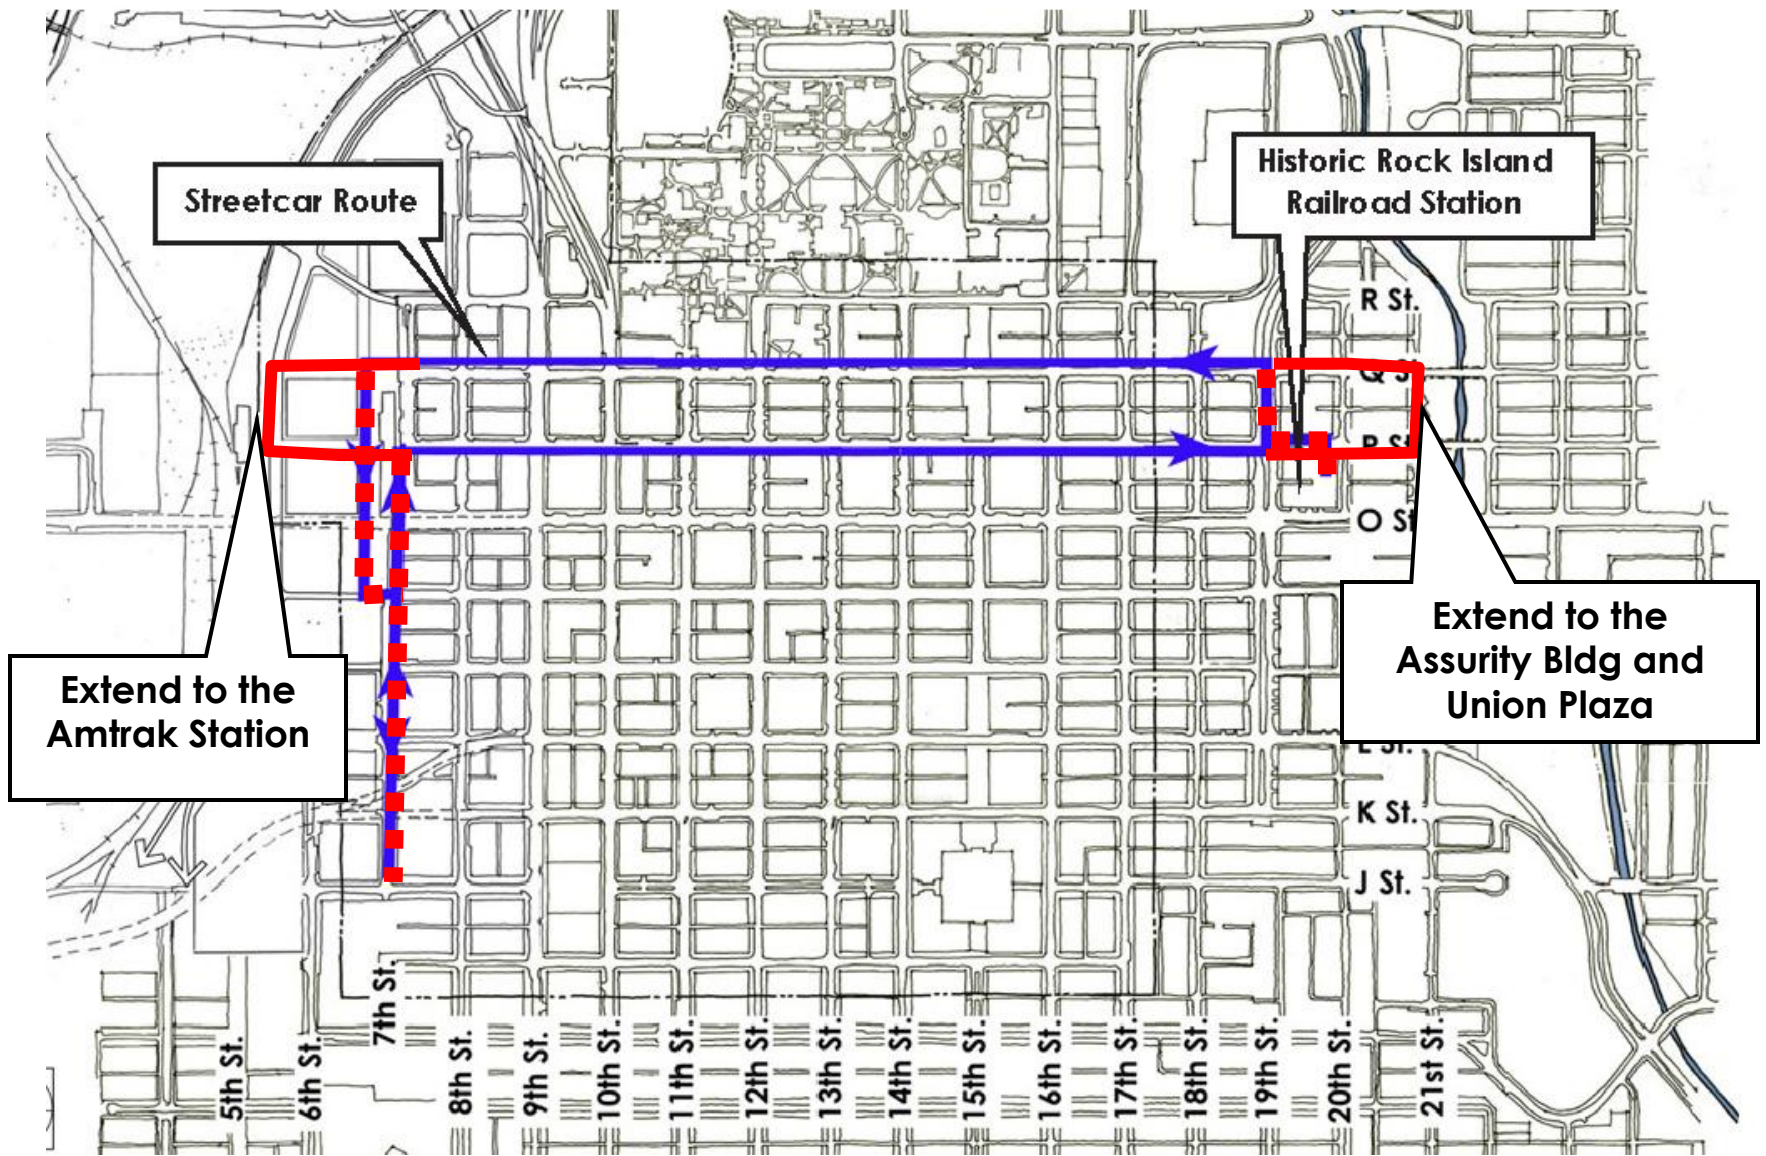 Streetcar Route
Historic Rock Island
Railroad Station
R St.
Q S
P St
O St
Extend to the
Amtrak Station
Extend to the
Assurity Bldg and
Union Plaza
L St.
K St.
J St.
5th St.
6th St.
7th St.
8th St.
9th St.
10th St.
11th St.
12th St.
13th St.
14th St.
15th St.
16th St.
17th St.
18th St.
19th St.
20th St.
21st St.